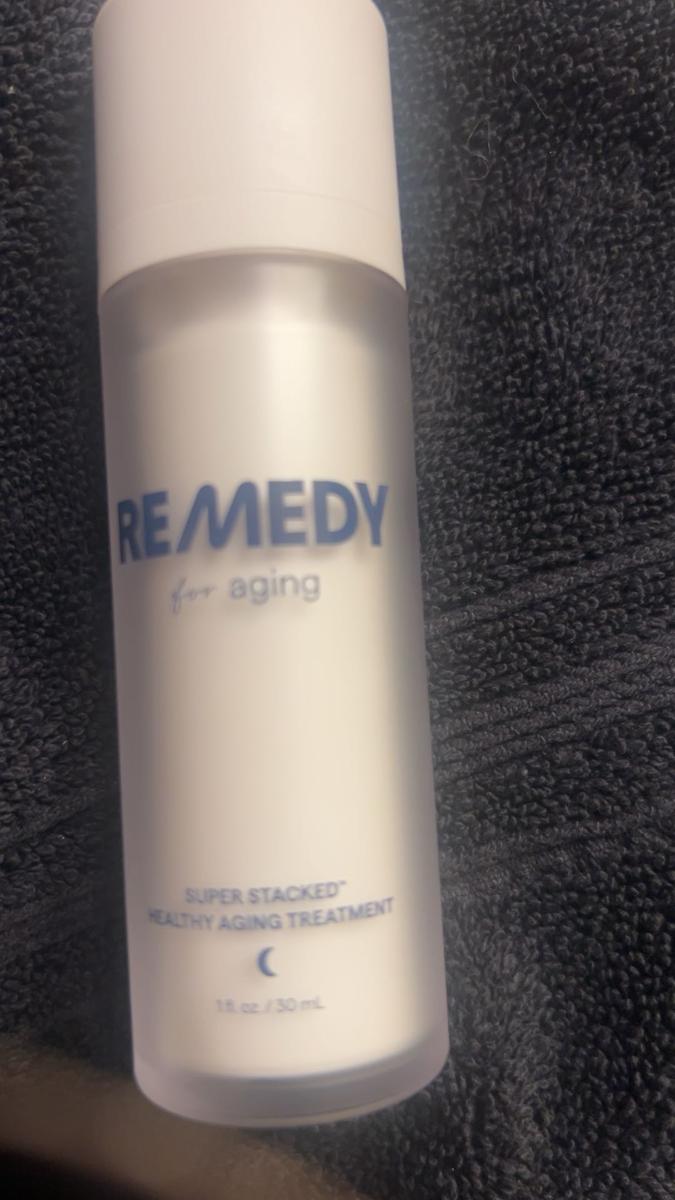 REMEDY
for aging
SUPER STACKED™
HEALTHY AGING TREATMENT
1 fl. oz. / 30 mL